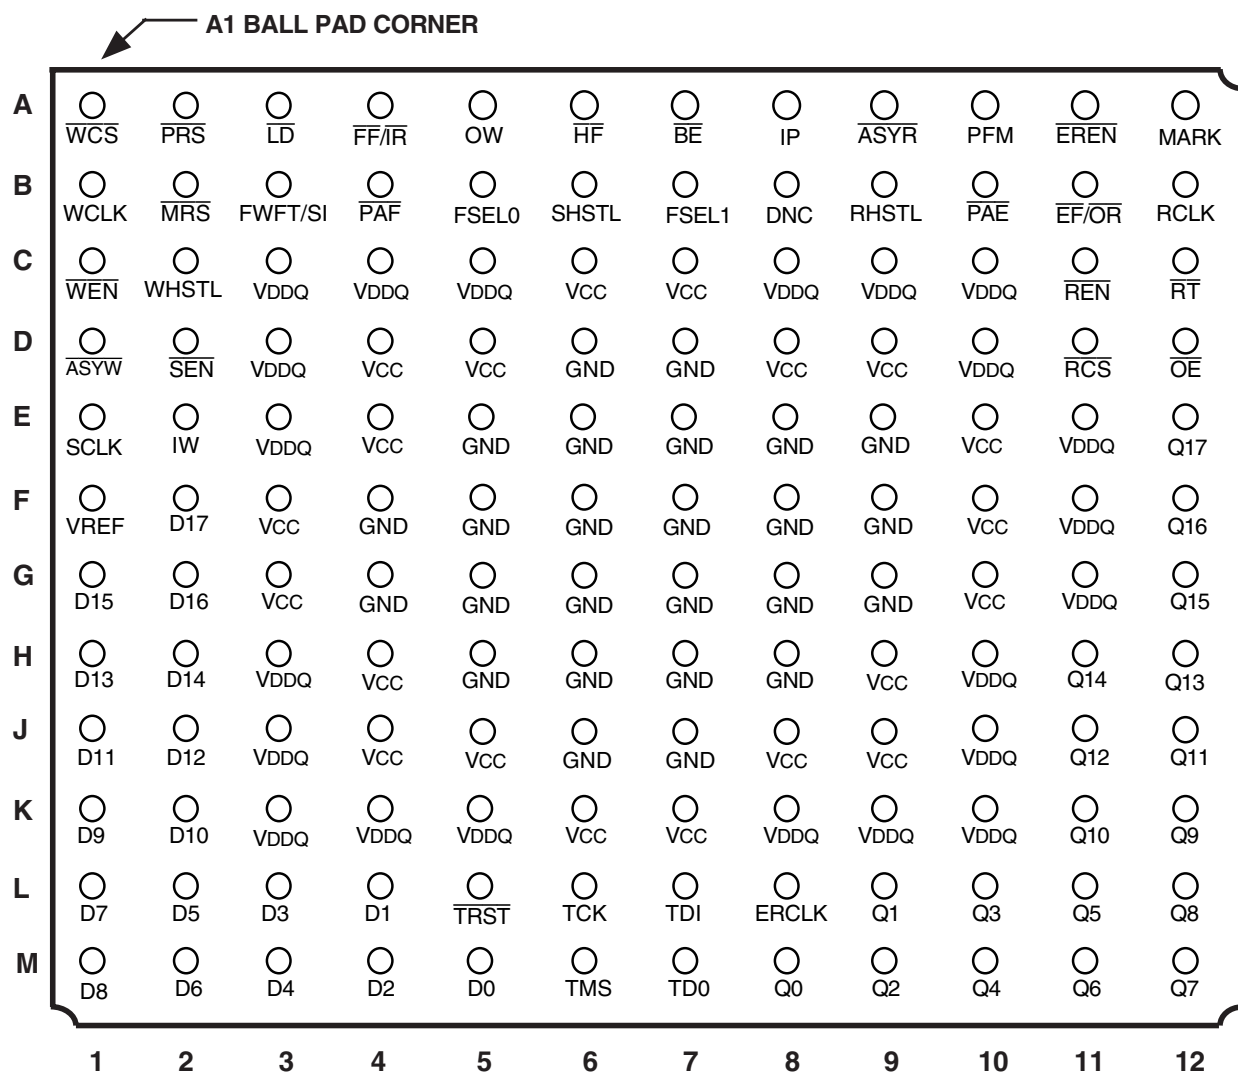 A1 BALL PAD CORNER
A
WCS PRS LD FF/IR OW HF BE IP ASYR PFM EREN MARK
B
WCLK MRS FWFT/SI PAF FSEL0 SHSTL FSEL1 DNC RHSTL PAE EF/OR RCLK
C
WEN WHSTL VDDQ VDDQ VDDQ VCC VCC VDDQ VDDQ VDDQ REN RT
D
ASYW SEN VDDQ VCC VCC GND GND VCC VCC VDDQ RCS OE
E
SCLK IW VDDQ VCC GND GND GND GND GND VCC VDDQ Q17
F
VREF D17 VCC GND GND GND GND GND GND VCC VDDQ Q16
G
D15 D16 VCC GND GND GND GND GND GND VCC VDDQ Q15
H
D13 D14 VDDQ VCC GND GND GND GND VCC VDDQ Q14 Q13
J
D11 D12 VDDQ VCC VCC GND GND VCC VCC VDDQ Q12 Q11
K
D9 D10 VDDQ VDDQ VDDQ VCC VCC VDDQ VDDQ VDDQ Q10 Q9
L
D7 D5 D3 D1 TRST TCK TDI ERCLK Q1 Q3 Q5 Q8
M
D8 D6 D4 D2 D0 TMS TD0 Q0 Q2 Q4 Q6 Q7
1 2 3 4 5 6 7 8 9 10 11 12